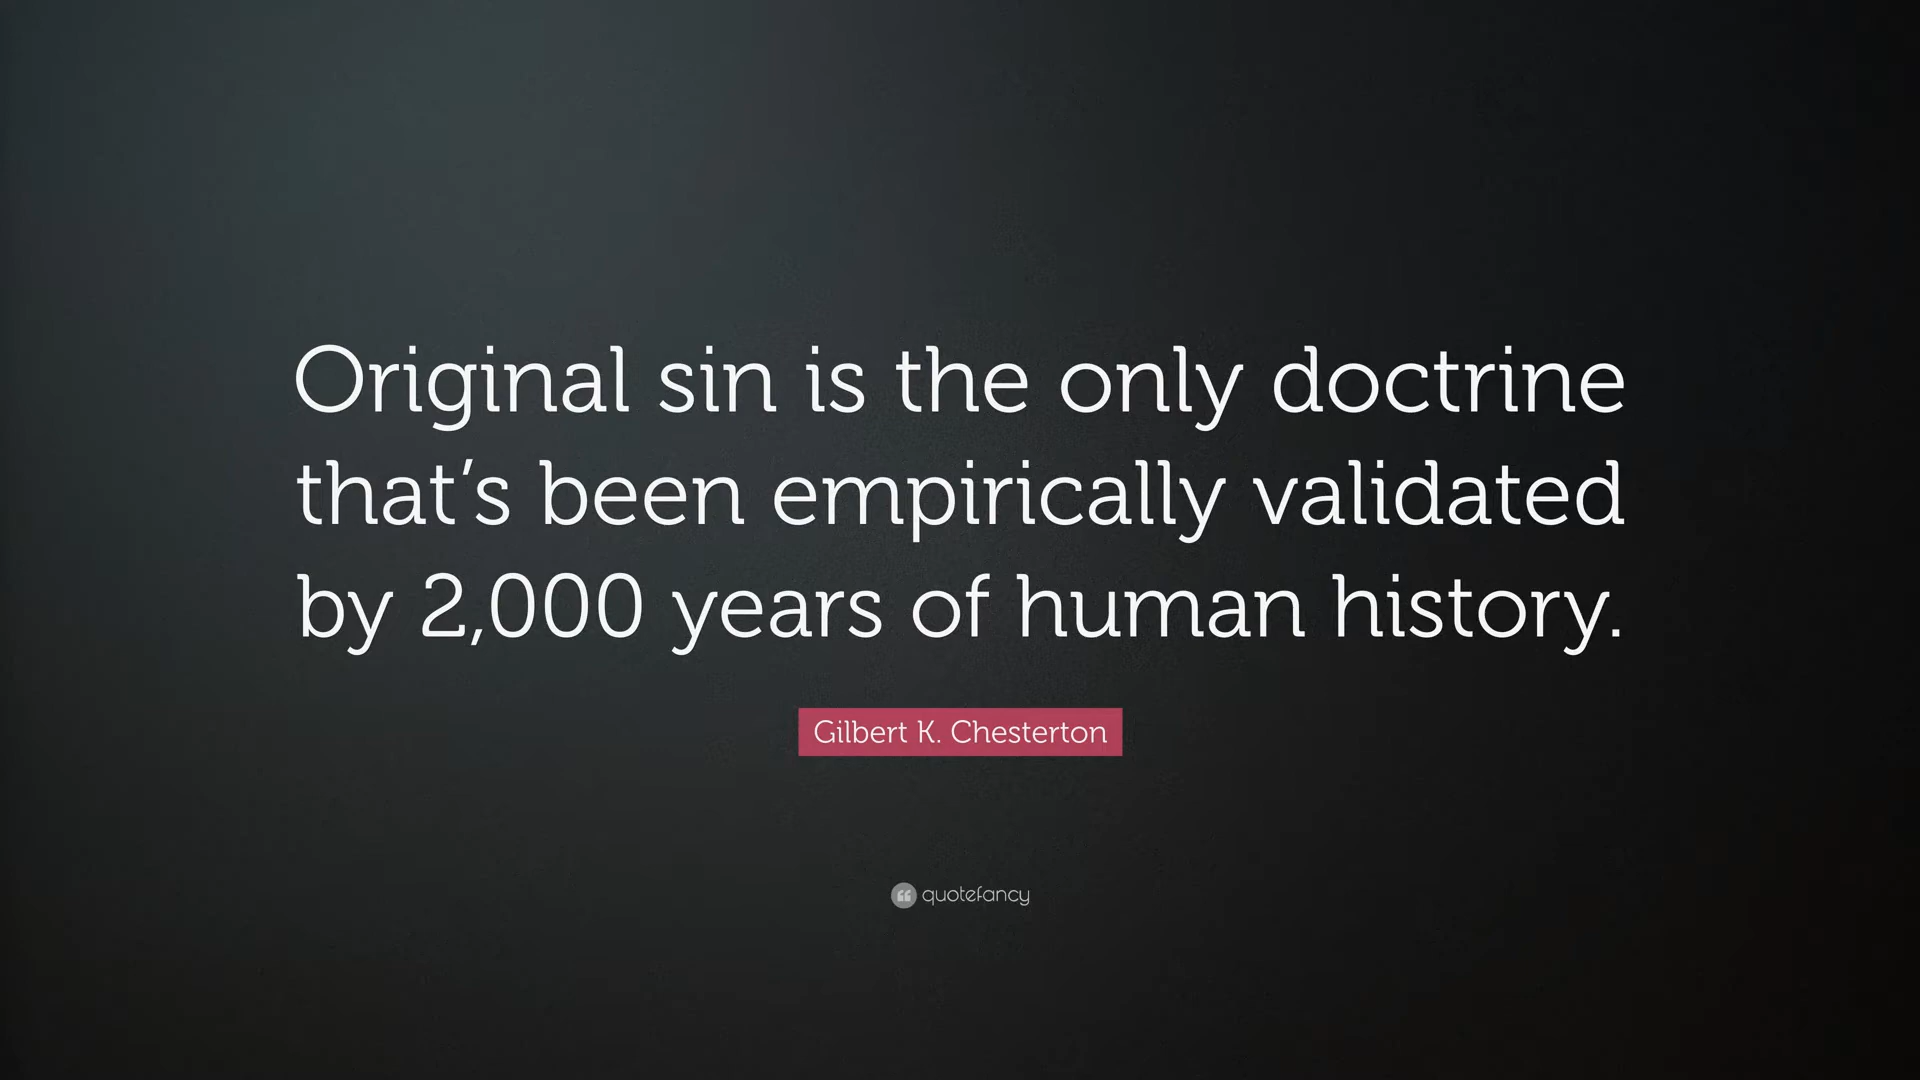 Original sin is the only doctrine
that’s been empirically validated
by 2,000 years of human history.
Gilbert K. Chesterton
quotefancy